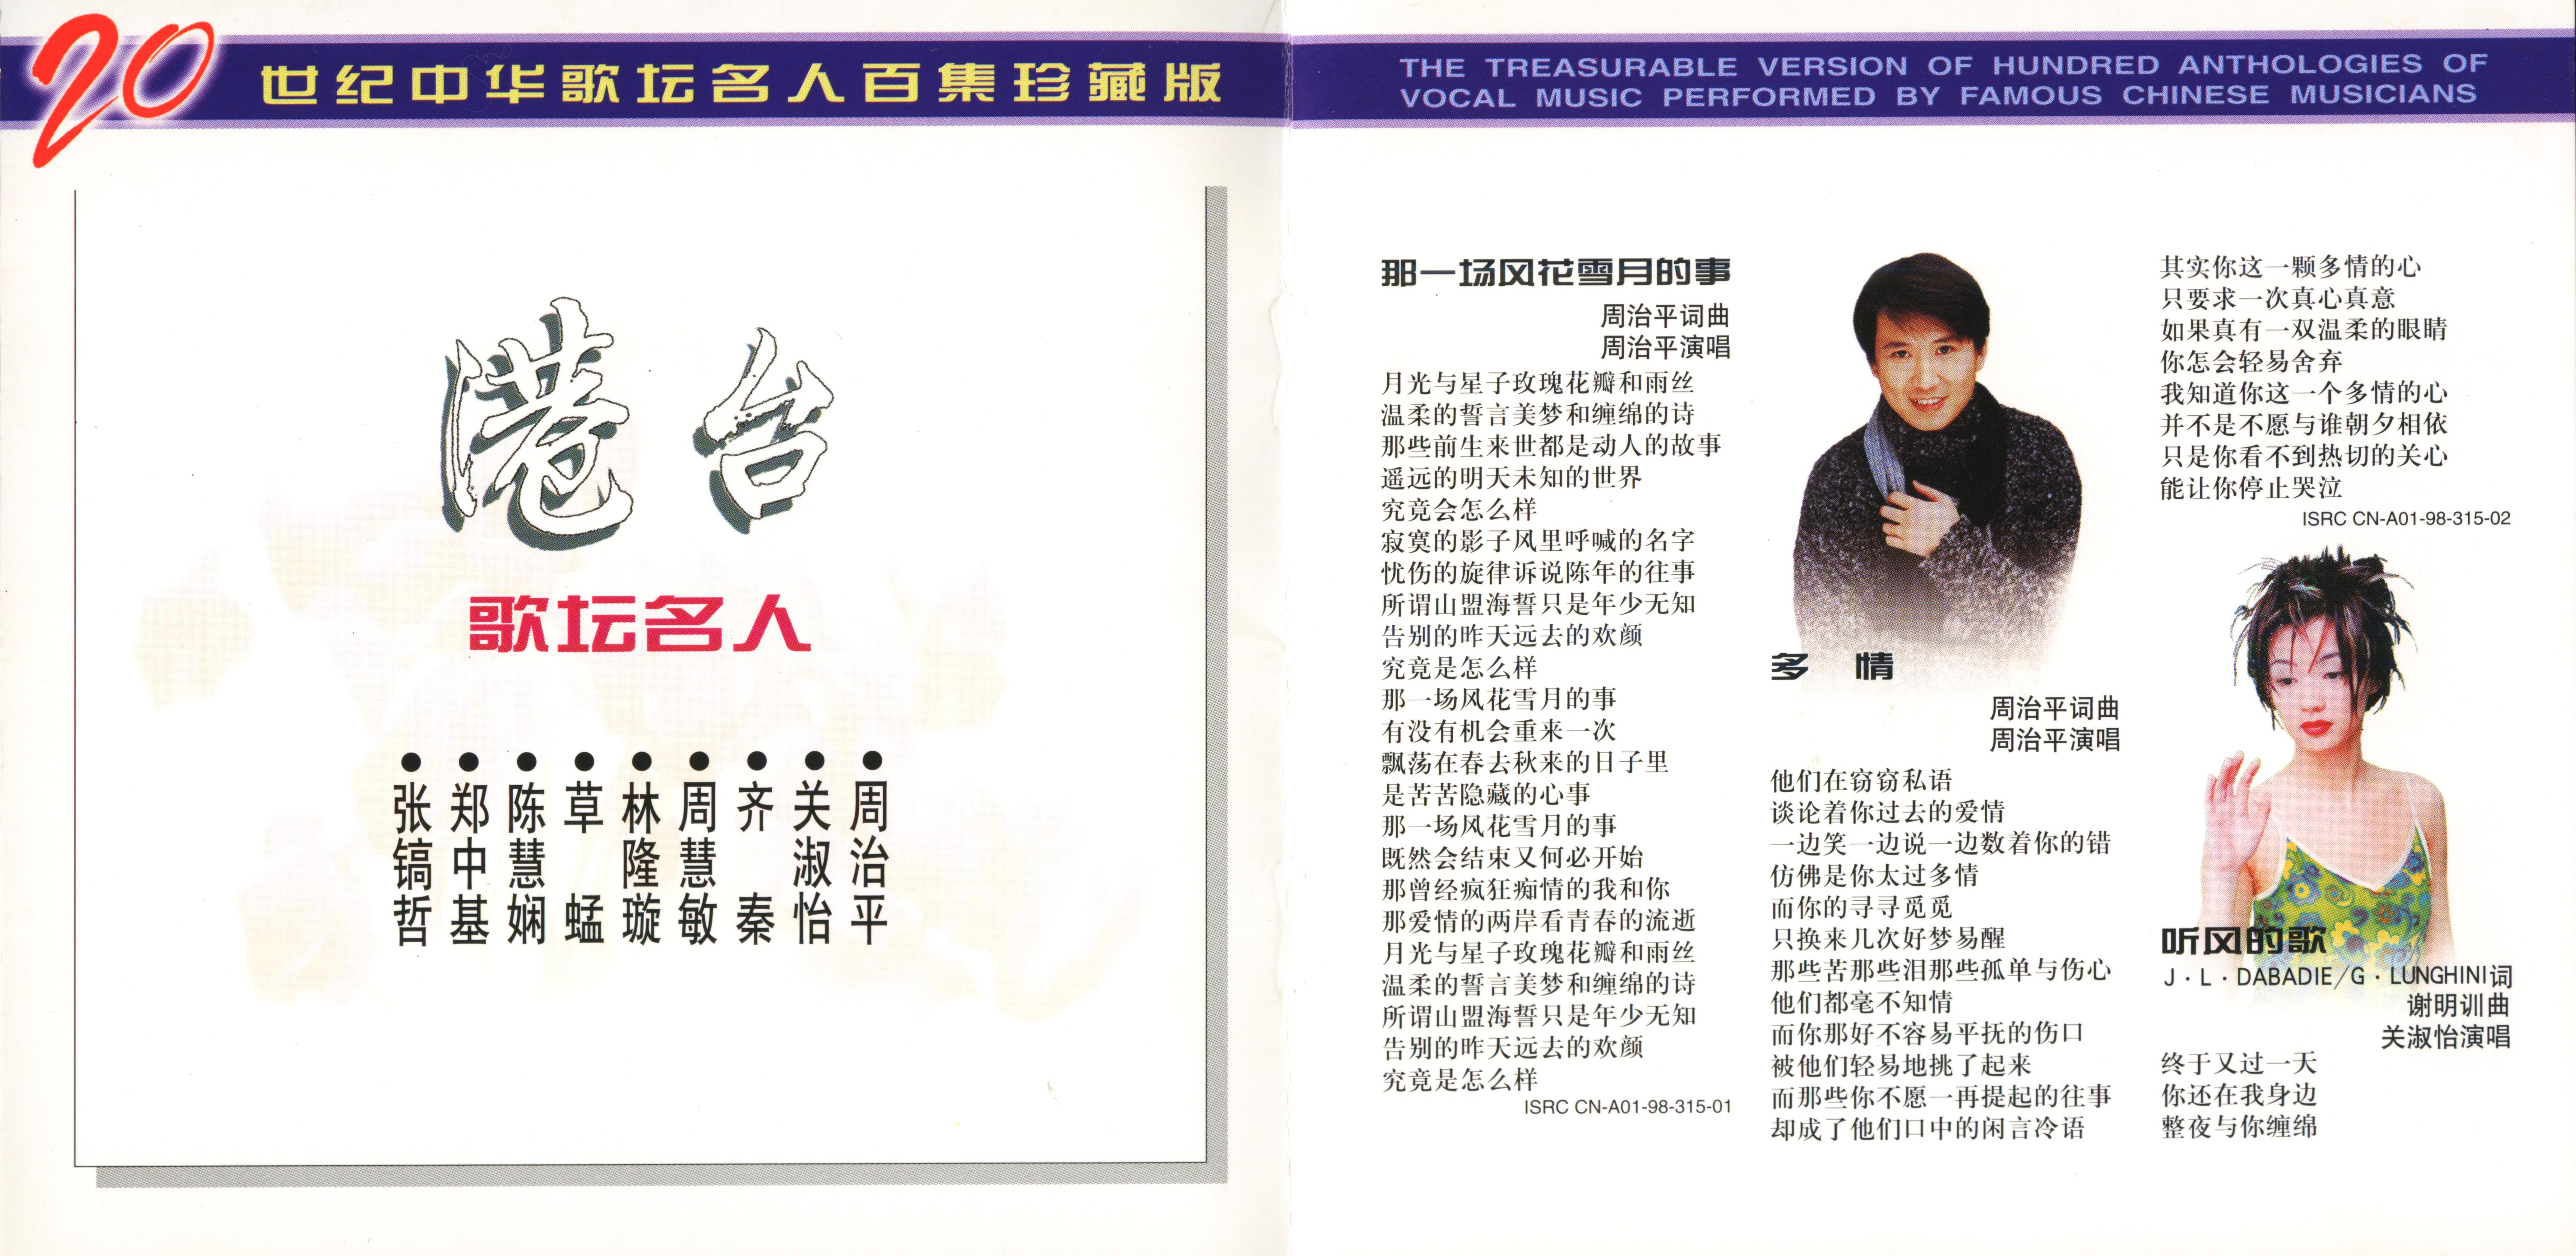 20世纪中华歌坛名人百集珍藏版
港台
歌坛名人
●周治平
●关淑怡
●齐秦
●周慧敏
●林隆璇
●草蜢
●陈慧娴
●郑中基
●张镐哲
THE TREASURABLE VERSION OF HUNDRED ANTHOLOGIES OF
VOCAL MUSIC PERFORMED BY FAMOUS CHINESE MUSICIANS
那一场风花雪月的事
周治平词曲
周治平演唱
月光与星子玫瑰花瓣和雨丝
温柔的誓言美梦和缠绵的诗
那些前生来世都是动人的故事
遥远的明天未知的世界
究竟会怎么样
寂寞的影子风里呼喊的名字
忧伤的旋律诉说陈年的往事
所谓山盟海誓只是年少无知
告别的昨天远去的欢颜
究竟是怎么样
那一场风花雪月的事
有没有机会重来一次
飘荡在春去秋来的日子里
是苦苦隐藏的心事
那一场风花雪月的事
既然会结束又何必开始
那曾经疯狂痴情的我和你
那爱情的两岸看青春的流逝
月光与星子玫瑰花瓣和雨丝
温柔的誓言美梦和缠绵的诗
所谓山盟海誓只是年少无知
告别的昨天远去的欢颜
究竟是怎么样
ISRC CN-A01-98-315-01
多 情
周治平词曲
周治平演唱
他们在窃窃私语
谈论着你过去的爱情
一边笑一边说一边数着你的错
仿佛是你太过多情
而你的寻寻觅觅
只换来几次好梦易醒
那些苦那些泪那些孤单与伤心
他们都毫不知情
而你那好不容易平抚的伤口
被他们轻易地挑了起来
而那些你不愿一再提起的往事
却成了他们口中的闲言冷语
其实你这一颗多情的心
只要求一次真心真意
如果真有一双温柔的眼睛
你怎会轻易舍弃
我知道你这一个多情的心
并不是不愿与谁朝夕相依
只是你看不到热切的关心
能让你停止哭泣
ISRC CN-A01-98-315-02
听风的歌
J·L·DABADIE/G·LUNGHINI词
谢明训曲
关淑怡演唱
终于又过一天
你还在我身边
整夜与你缠绵